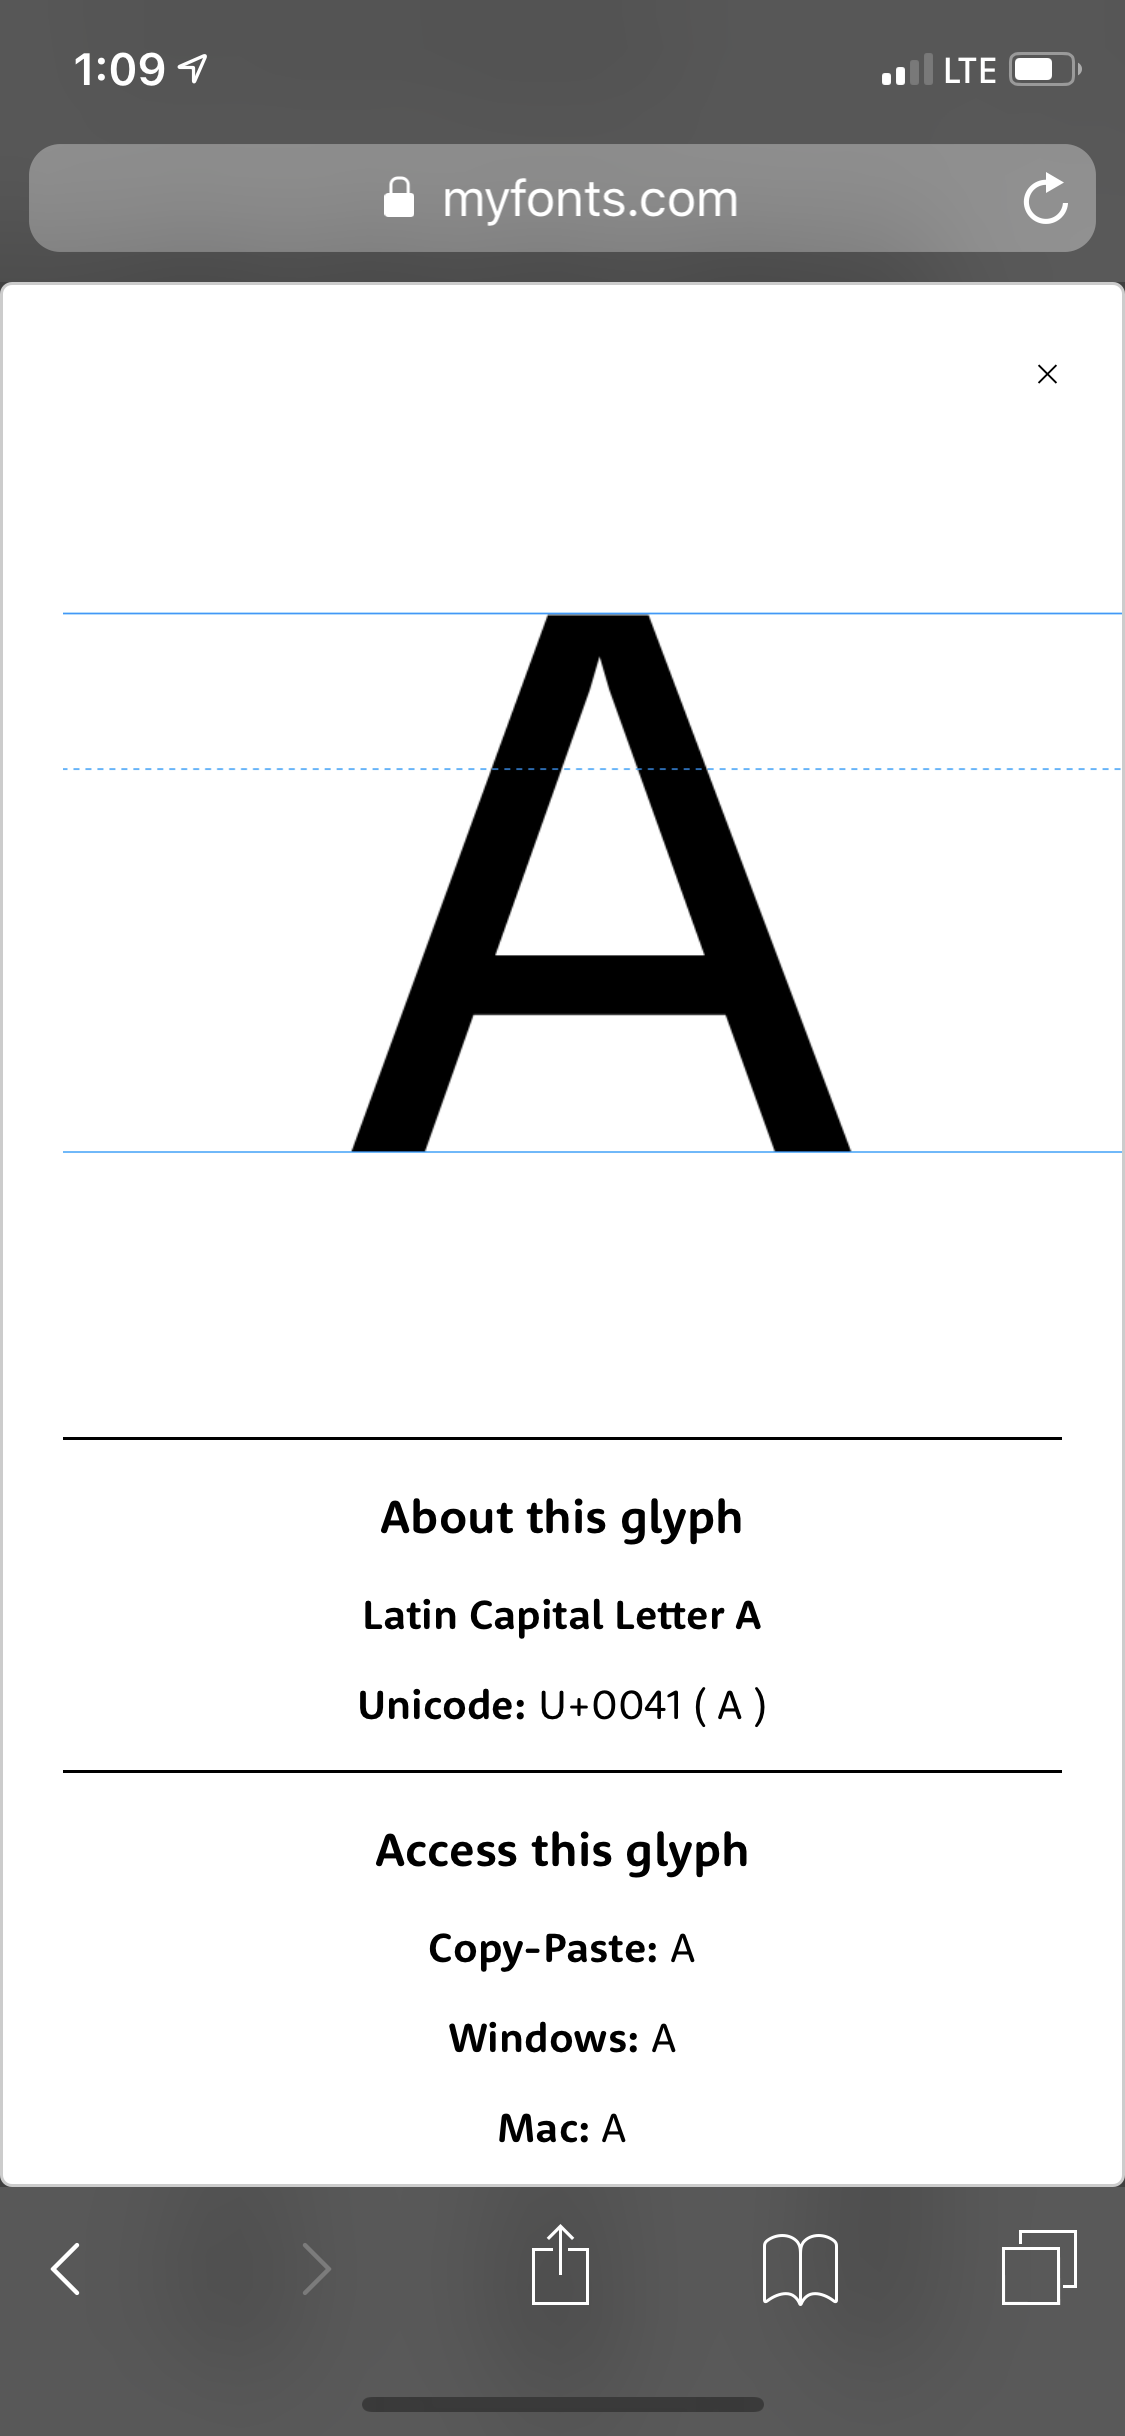 1:09 LTE
myfonts.com
A
About this glyph
Latin Capital Letter A
Unicode: U+0041 ( A )
Access this glyph
Copy-Paste: A
Windows: A
Mac: A